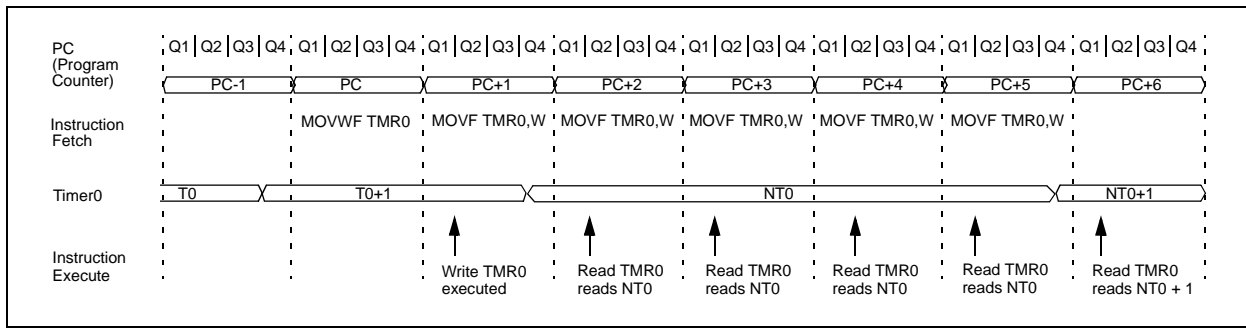 PC
(Program
Counter)
Q1 Q2 Q3 Q4 Q1 Q2 Q3 Q4 Q1 Q2 Q3 Q4 Q1 Q2 Q3 Q4 Q1 Q2 Q3 Q4 Q1 Q2 Q3 Q4 Q1 Q2 Q3 Q4 Q1 Q2 Q3 Q4
PC-1 PC PC+1 PC+2 PC+3 PC+4 PC+5 PC+6
Instruction
Fetch
MOVWF TMR0 MOVF TMR0,W MOVF TMR0,W MOVF TMR0,W MOVF TMR0,W MOVF TMR0,W
Timer0
T0 T0+1 NT0 NT0+1
Instruction
Execute
Write TMR0
executed
Read TMR0
reads NT0
Read TMR0
reads NT0
Read TMR0
reads NT0
Read TMR0
reads NT0
Read TMR0
reads NT0 + 1